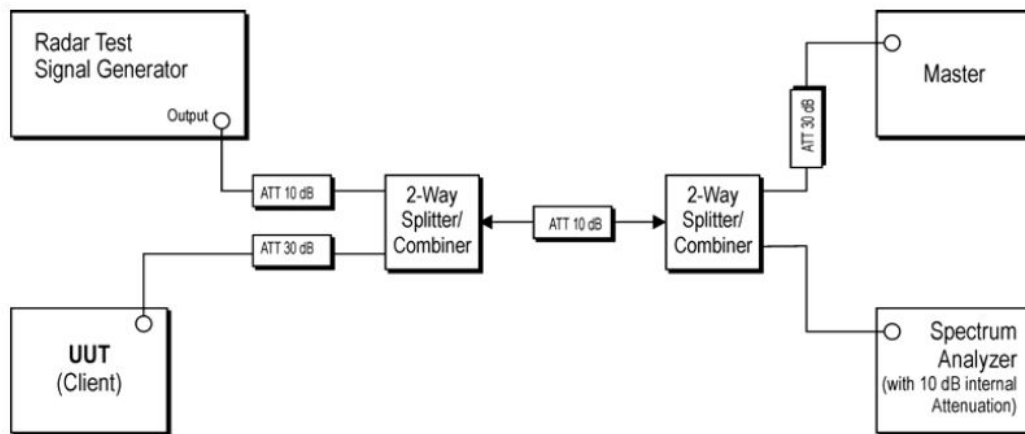 Radar Test
Signal Generator
Output
ATT 10 dB
ATT 30 dB
UUT
(Client)
2-Way
Splitter/
Combiner
ATT 10 dB
2-Way
Splitter/
Combiner
ATT 30 dB
Master
Spectrum
Analyzer
(with 10 dB internal
Attenuation)